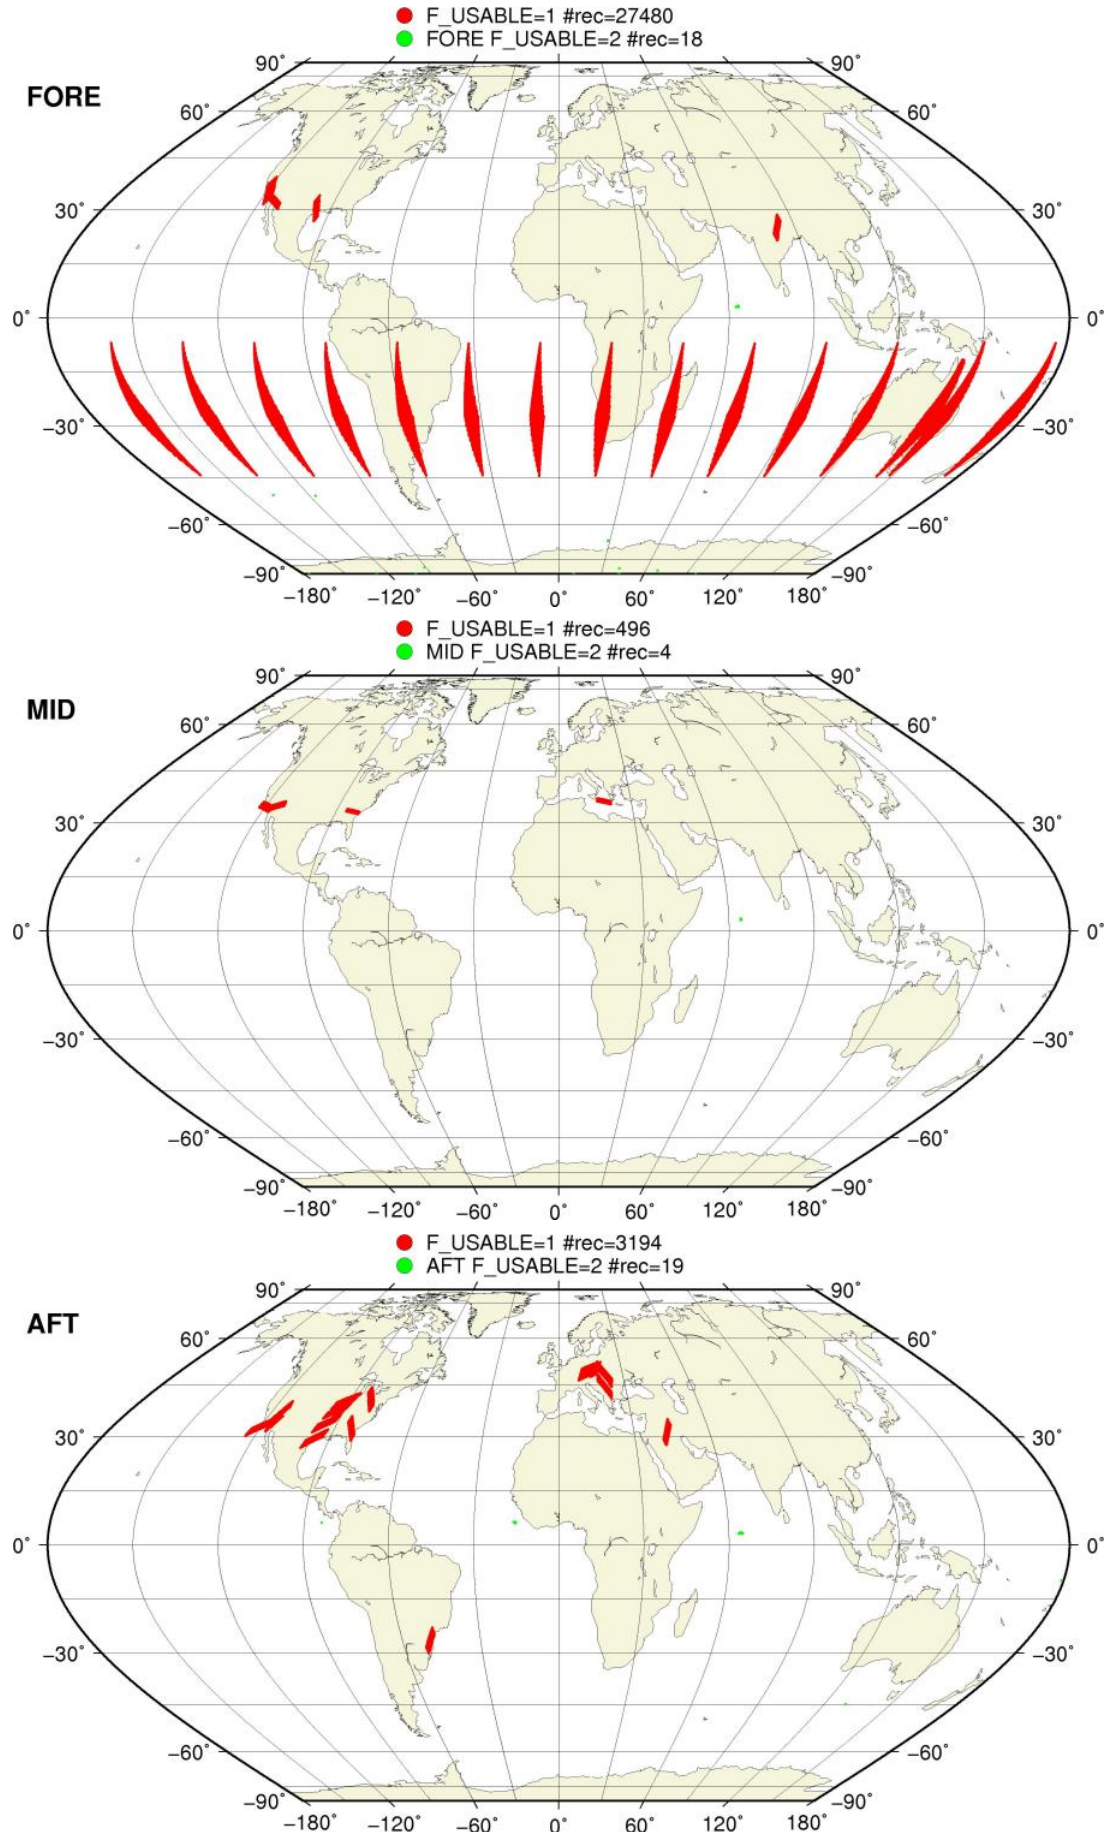 F_USABLE=1 #rec=27480
FORE F_USABLE=2 #rec=18
90° 90°
FORE
60° 60°
30° 30°
0° 0°
−30° −30°
−60° −60°
−90° −90°
−180° −120° −60° 0° 60° 120° 180°
F_USABLE=1 #rec=496
MID F_USABLE=2 #rec=4
90° 90°
MID
60° 60°
30° 30°
0° 0°
−30° −30°
−60° −60°
−90° −90°
−180° −120° −60° 0° 60° 120° 180°
F_USABLE=1 #rec=3194
AFT F_USABLE=2 #rec=19
90° 90°
AFT
60° 60°
30° 30°
0° 0°
−30° −30°
−60° −60°
−90° −90°
−180° −120° −60° 0° 60° 120° 180°